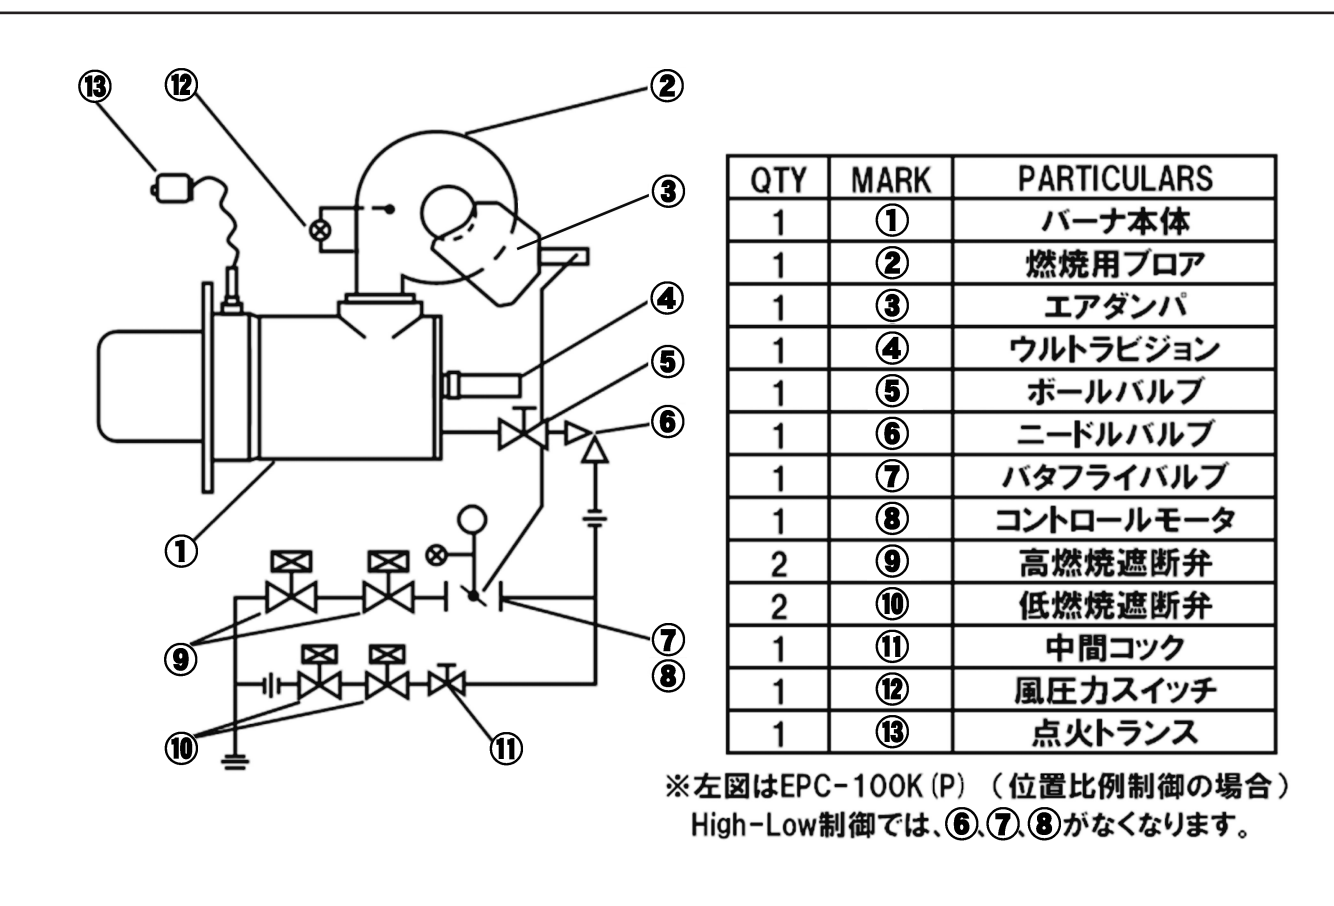 ⑬
⑫
②
③
④
⑤
⑥
①
⑨
⑦
⑧
⑩
⑪
QTY MARK PARTICULARS
1 ① バーナ本体
1 ② 燃焼用ブロア
1 ③ エアダンパ
1 ④ ウルトラビジョン
1 ⑤ ボールバルブ
1 ⑥ ニードルバルブ
1 ⑦ バタフライバルブ
1 ⑧ コントロールモータ
2 ⑨ 高燃焼遮断弁
2 ⑩ 低燃焼遮断弁
1 ⑪ 中間コック
1 ⑫ 風圧力スイッチ
1 ⑬ 点火トランス
※左図はEPC-100K(P) (位置比例制御の場合)
High-Low制御では、⑥、⑦、⑧がなくなります。